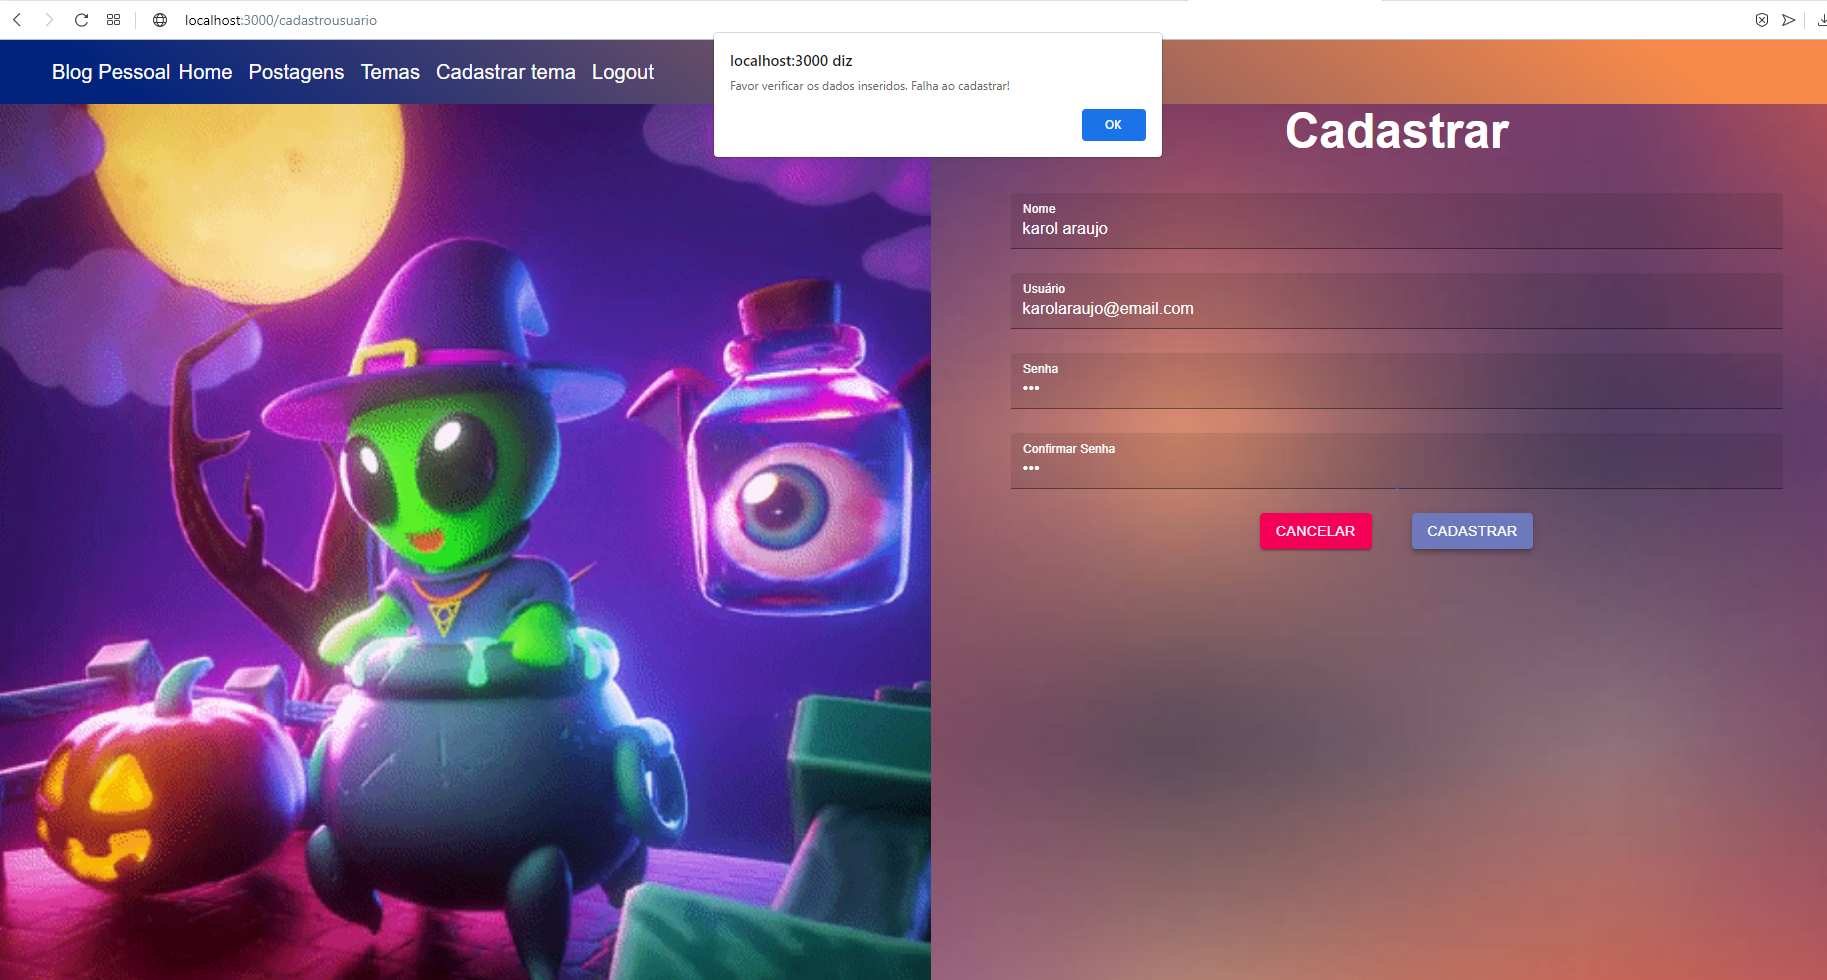 localhost:3000/cadastrousuario
Blog Pessoal Home Postagens Temas Cadastrar tema Logout
localhost:3000 diz
Favor verificar os dados inseridos. Falha ao cadastrar!
OK
Cadastrar
Nome
karol araujo
Usuário
karolaraujo@email.com
Senha
•••
Confirmar Senha
•••
CANCELAR CADASTRAR